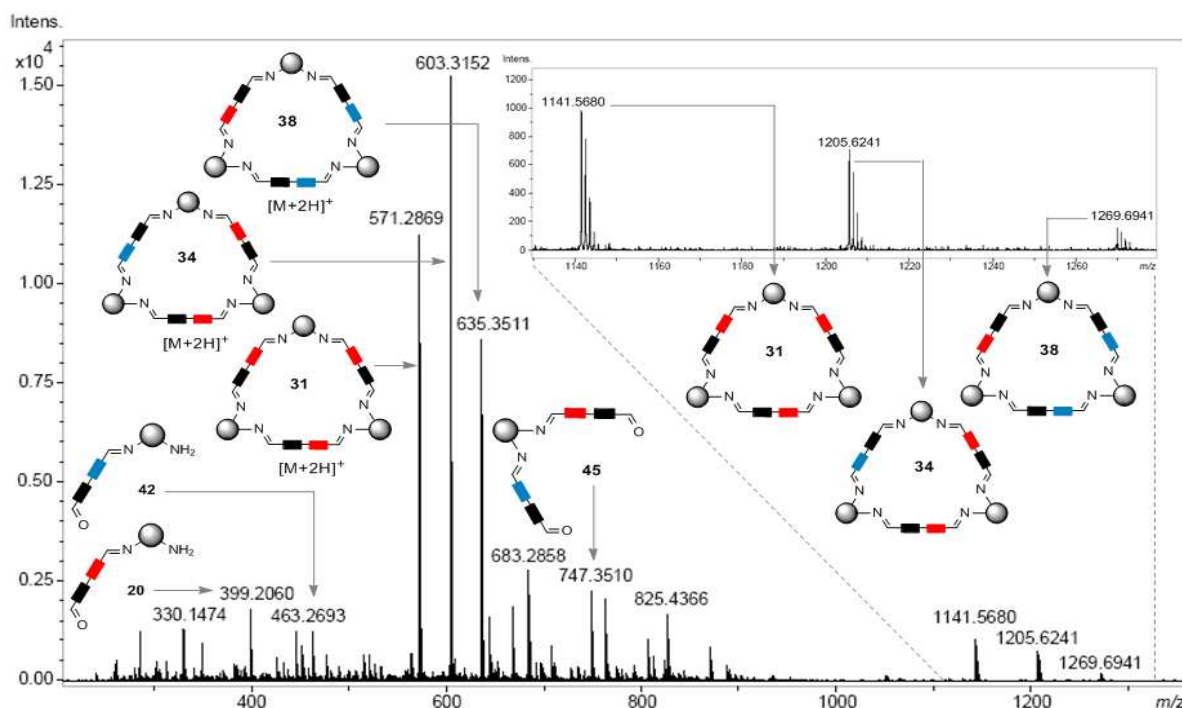 Intens.
x10⁴
1.50
1.25
1.00
0.75
0.50
0.25
0.00
400
600
800
1000
1200
m/z
603.3152
571.2869
635.3511
N
N
38
N
N
N
N
[M+2H]⁺
N
N
34
N
N
N
N
[M+2H]⁺
N
N
31
N
N
N
N
[M+2H]⁺
N
NH₂
42
O
N
NH₂
20
O
399.2060
330.1474
463.2693
N
O
N
45
O
683.2858
747.3510
825.4366
1141.5680
1205.6241
1269.6941
Intens.
1200
1000
800
600
400
200
0
1140
1160
1180
1200
1220
1240
1260
m/z
1141.5680
1205.6241
1269.6941
N
N
31
N
N
N
N
N
N
38
N
N
N
N
N
N
34
N
N
N
N